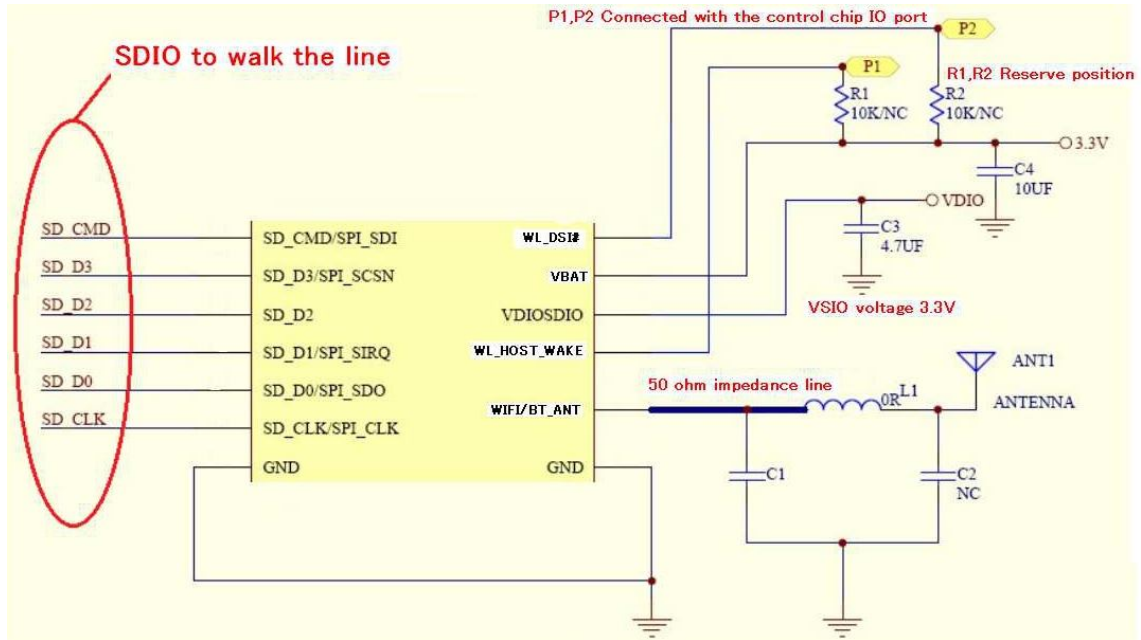 P1,P2 Connected with the control chip IO port
P2
SDIO to walk the line
P1
R1,R2 Reserve position
R1
10K/NC
R2
10K/NC
3.3V
C4
10UF
VDIO
C3
4.7UF
SD_CMD
SD_CMD/SPI_SDI
WL_DSI#
SD_D3
SD_D3/SPI_SCSN
VBAT
SD_D2
SD_D2
VDIOSDIO
VSIO voltage 3.3V
SD_D1
SD_D1/SPI_SIRQ
WL_HOST_WAKE
ANT1
SD_D0
SD_D0/SPI_SDO
50 ohm impedance line
0R
L1
ANTENNA
WIFI/BT_ANT
SD_CLK
SD_CLK/SPI_CLK
GND
GND
C1
C2
NC